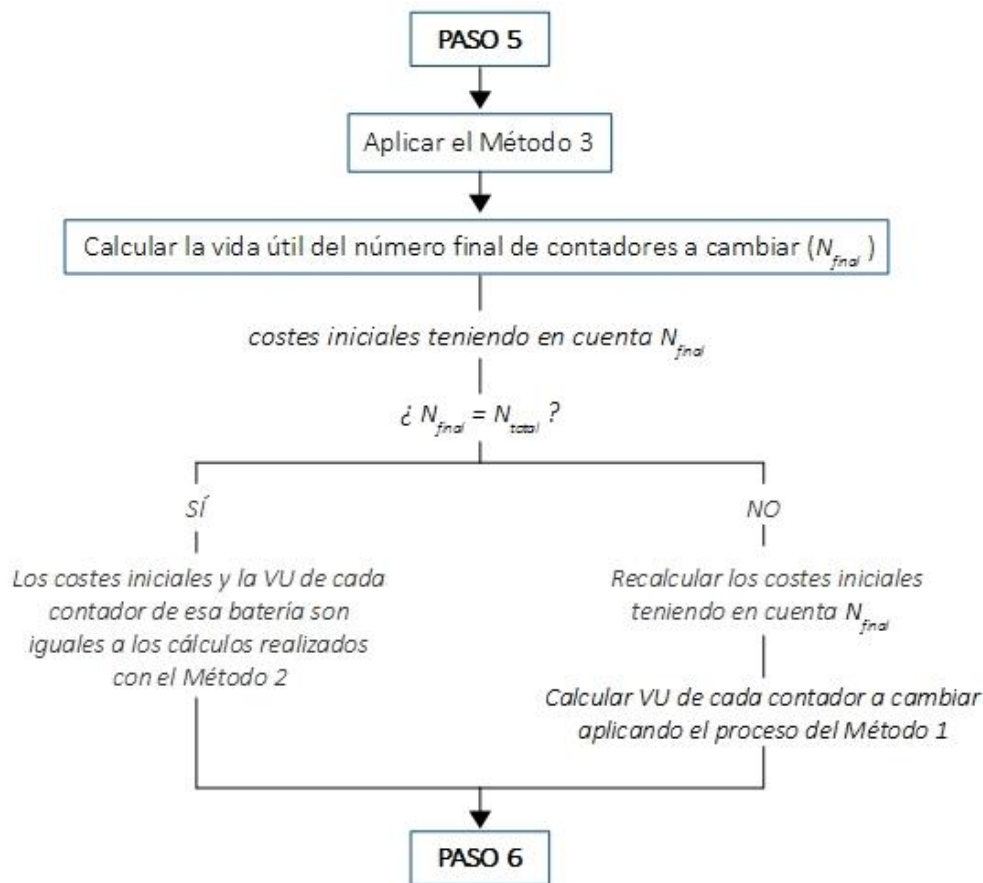 PASO 5
Aplicar el Método 3
Calcular la vida útil del número final de contadores a cambiar (N_final )
costes iniciales teniendo en cuenta N_final
¿ N_final = N_total ?
SÍ
NO
Los costes iniciales y la VU de cada
contador de esa batería son
iguales a los cálculos realizados
con el Método 2
Recalcular los costes iniciales
teniendo en cuenta N_final
Calcular VU de cada contador a cambiar
aplicando el proceso del Método 1
PASO 6